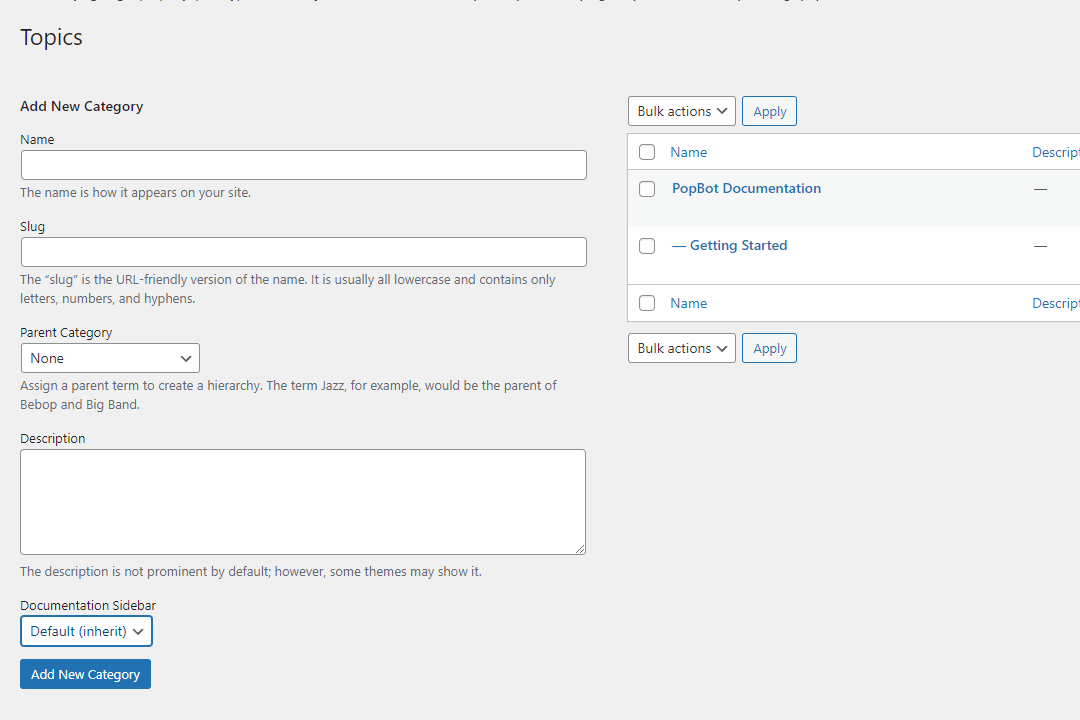 Topics
Add New Category
Name
The name is how it appears on your site.
Slug
The “slug” is the URL-friendly version of the name. It is usually all lowercase and contains only
letters, numbers, and hyphens.
Parent Category
None
Assign a parent term to create a hierarchy. The term Jazz, for example, would be the parent of
Bebop and Big Band.
Description
The description is not prominent by default; however, some themes may show it.
Documentation Sidebar
Default (inherit)
Add New Category
Bulk actions Apply
Name Descript
PopBot Documentation —
— Getting Started —
Name Descript
Bulk actions Apply